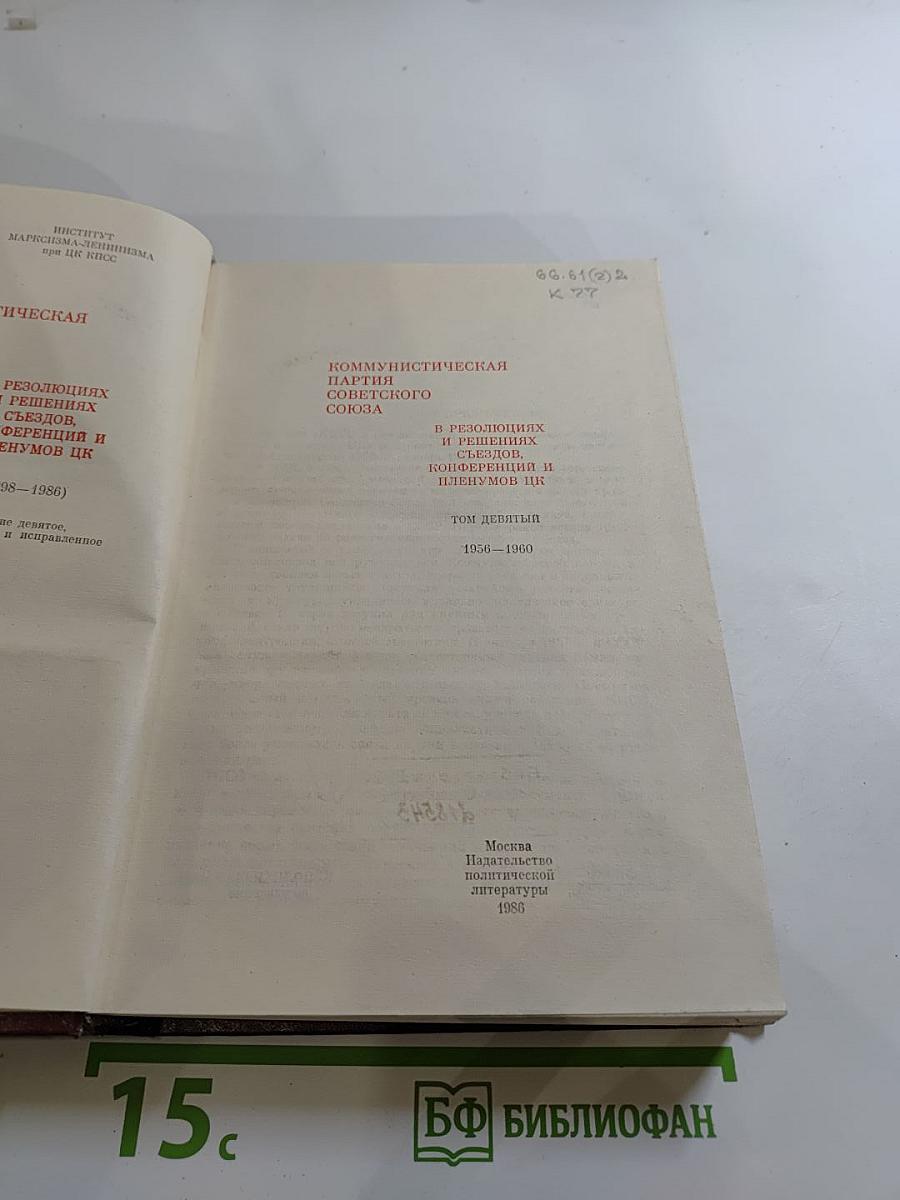 ИНСТИТУТ
МАРКСИЗМА-ЛЕНИНИЗМА
при ЦК КПСС
ТИЧЕСКАЯ
РЕЗОЛЮЦИЯХ
И РЕШЕНИЯХ
СЪЕЗДОВ,
ФЕРЕНЦИЙ И
ЕНУМОВ ЦК
98—1986)
ие девятое,
и исправленное
66.61(2)2
К 77
КОММУНИСТИЧЕСКАЯ
ПАРТИЯ
СОВЕТСКОГО
СОЮЗА
В РЕЗОЛЮЦИЯХ
И РЕШЕНИЯХ
СЪЕЗДОВ,
КОНФЕРЕНЦИЙ И
ПЛЕНУМОВ ЦК
ТОМ ДЕВЯТЫЙ
1956—1960
Москва
Издательство
политической
литературы
1986
15 с
БФ БИБЛИОФАН